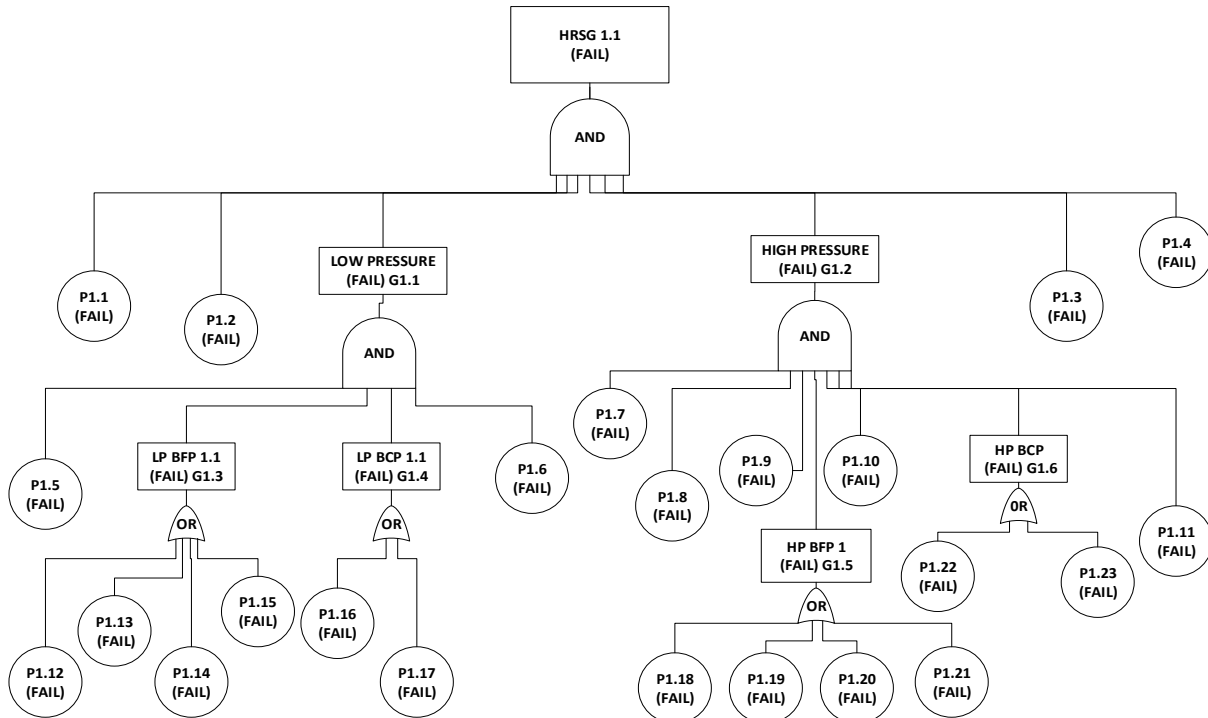 HRSG 1.1
(FAIL)
AND
P1.1
(FAIL)
P1.2
(FAIL)
LOW PRESSURE
(FAIL) G1.1
HIGH PRESSURE
(FAIL) G1.2
P1.3
(FAIL)
P1.4
(FAIL)
AND
AND
P1.5
(FAIL)
LP BFP 1.1
(FAIL) G1.3
LP BCP 1.1
(FAIL) G1.4
P1.6
(FAIL)
P1.7
(FAIL)
P1.8
(FAIL)
P1.9
(FAIL)
P1.10
(FAIL)
HP BCP
(FAIL) G1.6
P1.11
(FAIL)
OR
OR
HP BFP 1
(FAIL) G1.5
0R
P1.12
(FAIL)
P1.13
(FAIL)
P1.14
(FAIL)
P1.15
(FAIL)
P1.16
(FAIL)
P1.17
(FAIL)
OR
P1.22
(FAIL)
P1.23
(FAIL)
P1.18
(FAIL)
P1.19
(FAIL)
P1.20
(FAIL)
P1.21
(FAIL)